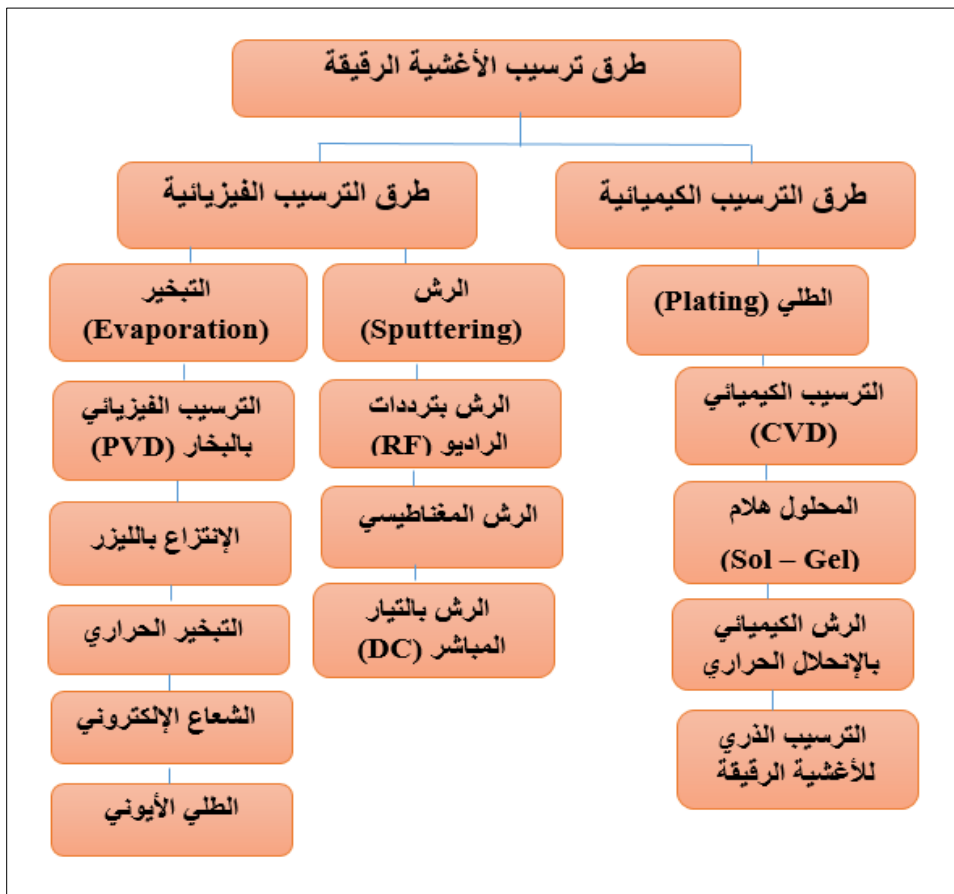 طرق ترسيب الأغشية الرقيقة
طرق الترسيب الكيميائية
طرق الترسيب الفيزيائية
الطلي (Plating)
الترسيب الكيميائي
(CVD)
المحلول هلام
(Sol – Gel)
الرش الكيميائي
بالإنحلال الحراري
الترسيب الذري
للأغشية الرقيقة
الرش
(Sputtering)
الرش بترددات
الراديو (RF)
الرش المغناطيسي
الرش بالتيار
المباشر (DC)
التبخير
(Evaporation)
الترسيب الفيزيائي
بالبخار (PVD)
الإنتزاع بالليزر
التبخير الحراري
الشعاع الإلكتروني
الطلي الأيوني